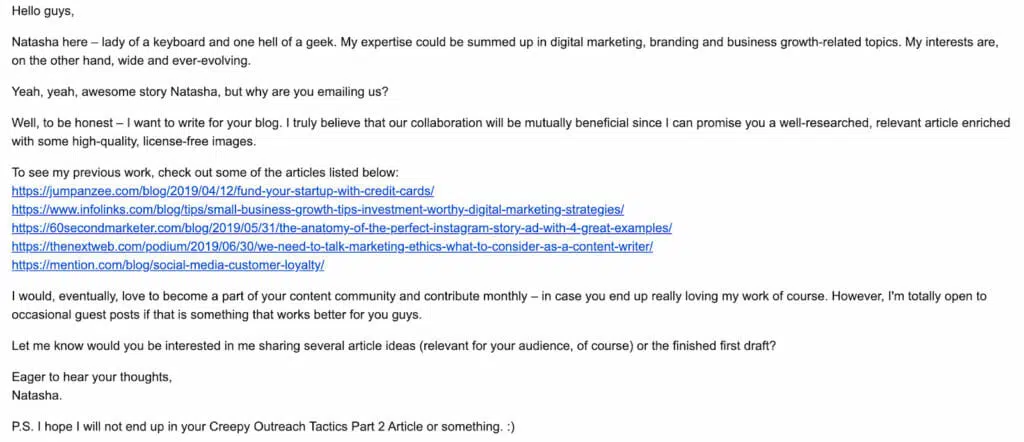 Hello guys,
Natasha here – lady of a keyboard and one hell of a geek. My expertise could be summed up in digital marketing, branding and business growth-related topics. My interests are,
on the other hand, wide and ever-evolving.
Yeah, yeah, awesome story Natasha, but why are you emailing us?
Well, to be honest – I want to write for your blog. I truly believe that our collaboration will be mutually beneficial since I can promise you a well-researched, relevant article enriched
with some high-quality, license-free images.
To see my previous work, check out some of the articles listed below:
https://jumpanzee.com/blog/2019/04/12/fund-your-startup-with-credit-cards/
https://www.infolinks.com/blog/tips/small-business-growth-tips-investment-worthy-digital-marketing-strategies/
https://60secondmarketer.com/blog/2019/05/31/the-anatomy-of-the-perfect-instagram-story-ad-with-4-great-examples/
https://thenextweb.com/podium/2019/06/30/we-need-to-talk-marketing-ethics-what-to-consider-as-a-content-writer/
https://mention.com/blog/social-media-customer-loyalty/
I would, eventually, love to become a part of your content community and contribute monthly – in case you end up really loving my work of course. However, I'm totally open to
occasional guest posts if that is something that works better for you guys.
Let me know would you be interested in me sharing several article ideas (relevant for your audience, of course) or the finished first draft?
Eager to hear your thoughts,
Natasha.
P.S. I hope I will not end up in your Creepy Outreach Tactics Part 2 Article or something. :)